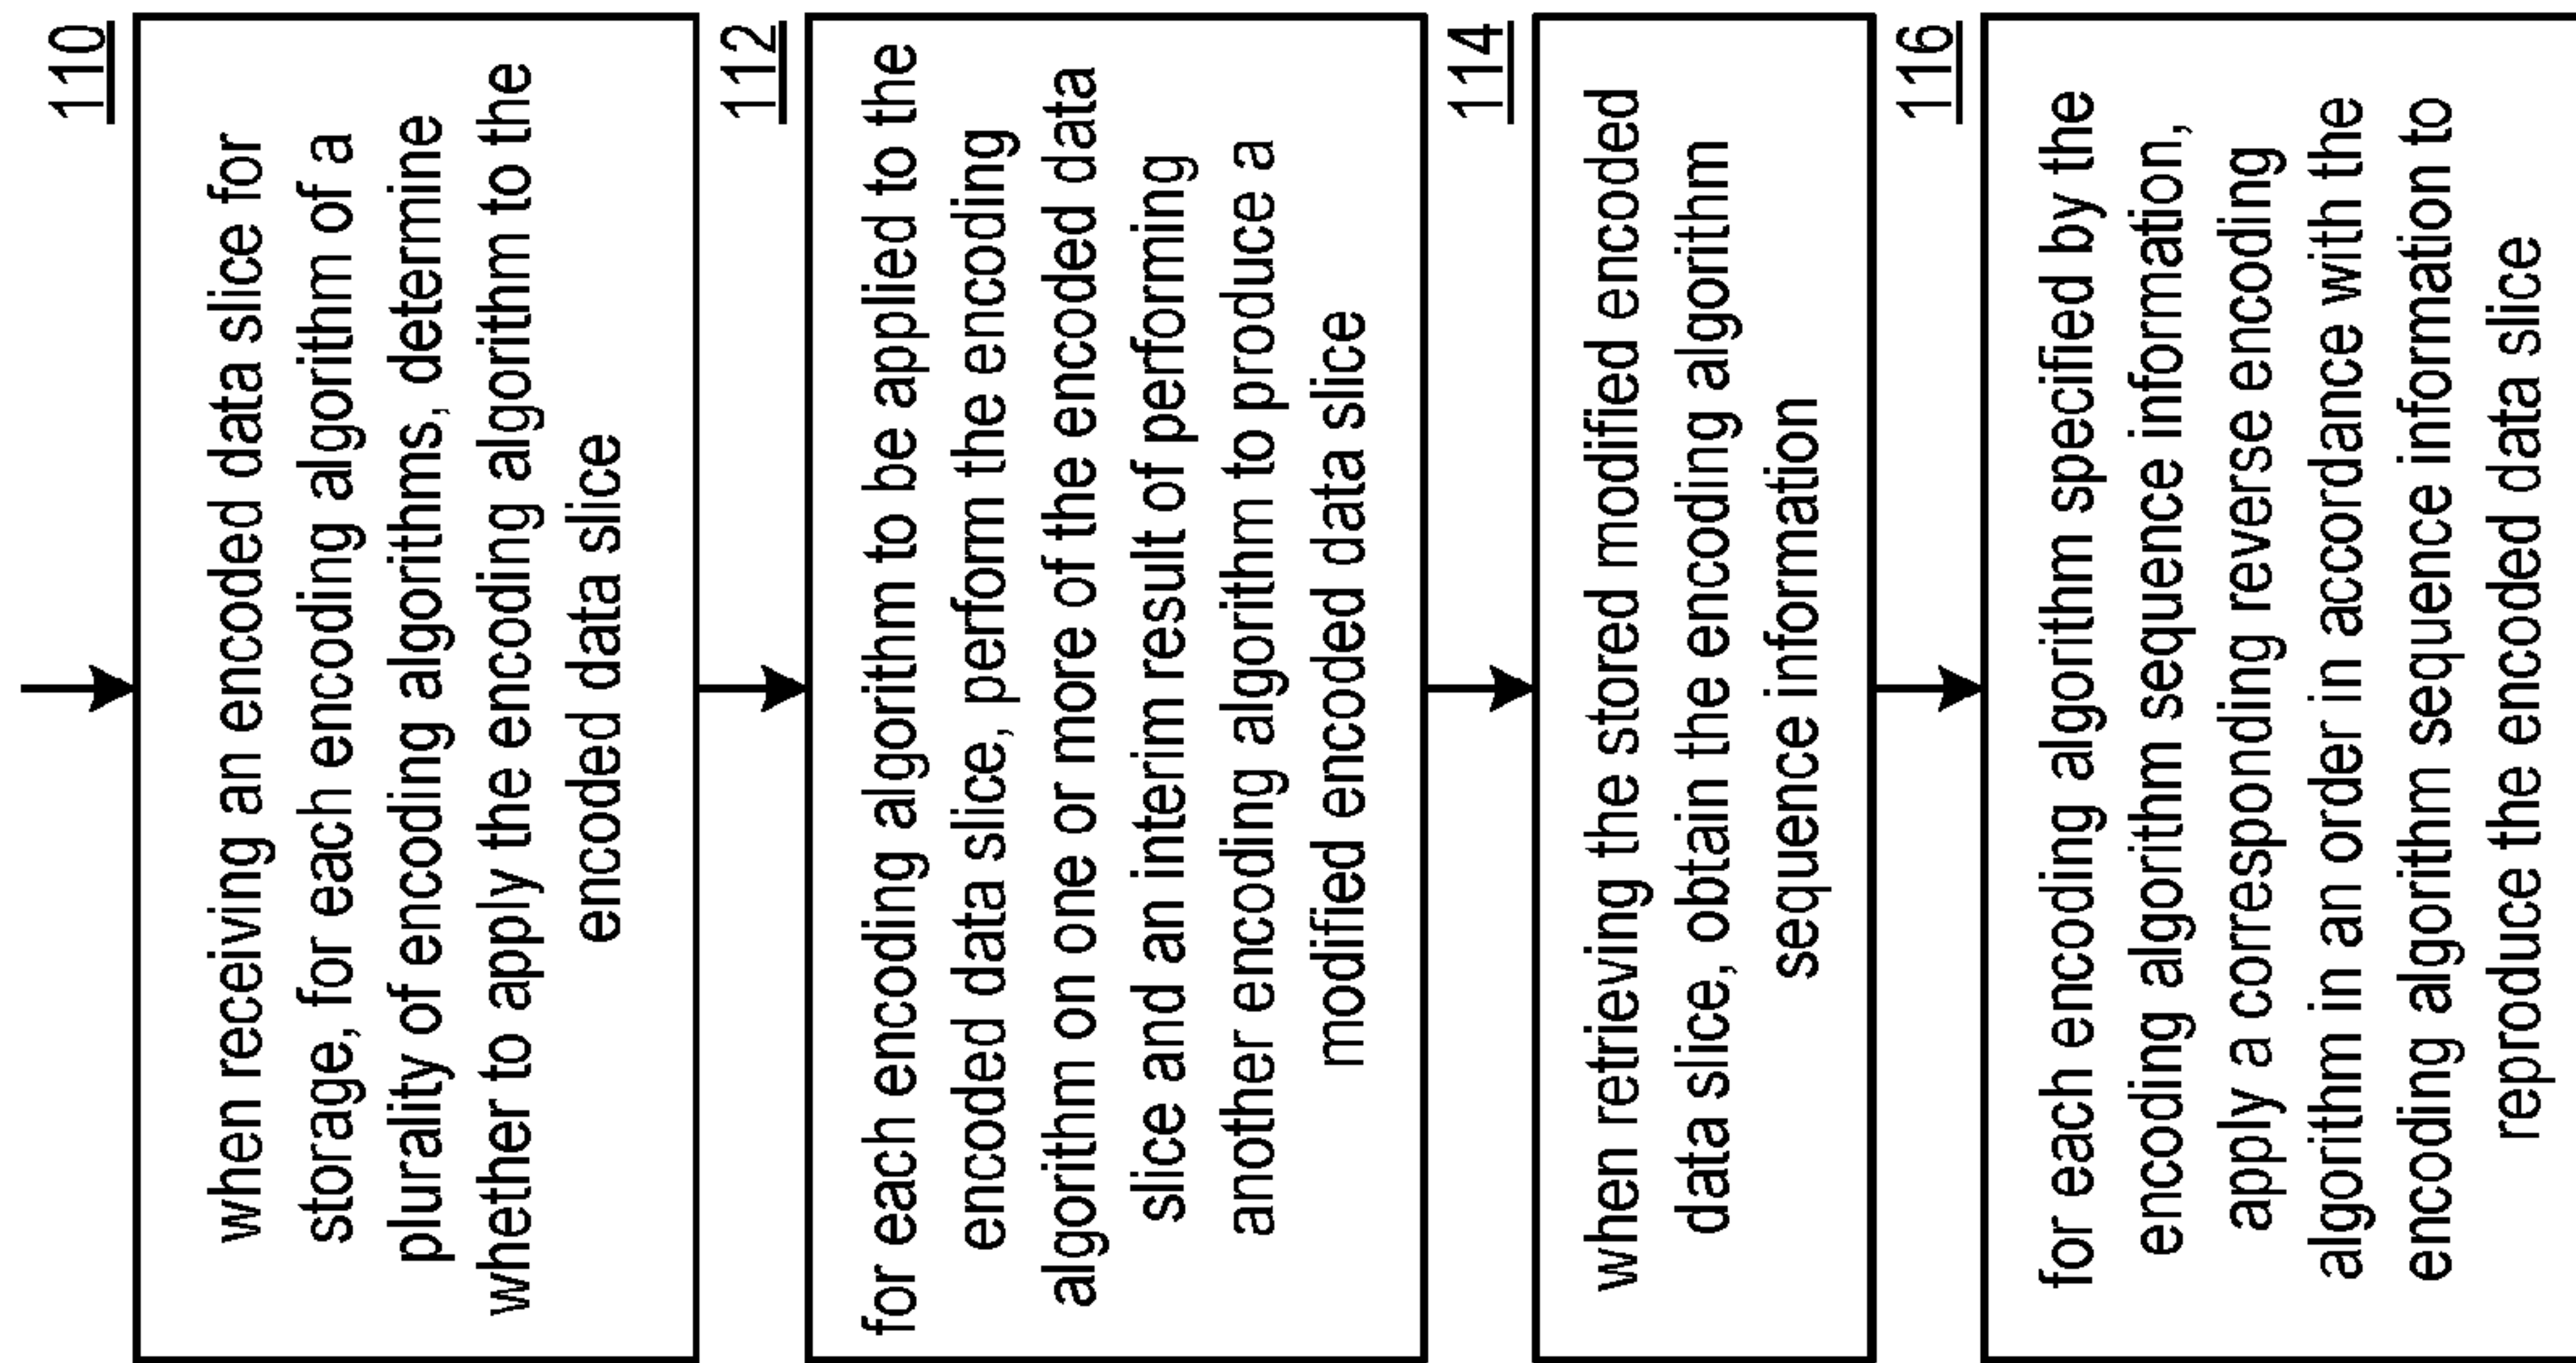 110
when receiving an encoded data slice for
storage, for each encoding algorithm of a
plurality of encoding algorithms, determine
whether to apply the encoding algorithm to the
encoded data slice
112
for each encoding algorithm to be applied to the
encoded data slice, perform the encoding
algorithm on one or more of the encoded data
slice and an interim result of performing
another encoding algorithm to produce a
modified encoded data slice
114
when retrieving the stored modified encoded
data slice, obtain the encoding algorithm
sequence information
116
for each encoding algorithm specified by the
encoding algorithm sequence information,
apply a corresponding reverse encoding
algorithm in an order in accordance with the
encoding algorithm sequence information to
reproduce the encoded data slice